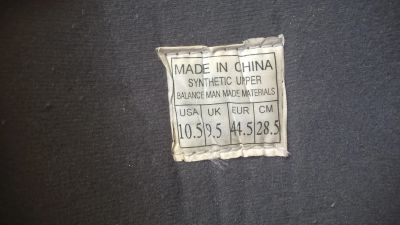 MADE IN CHINA
SYNTHETIC UPPER
BALANCE MAN MADE MATERIALS
USA UK EUR CM
10.5 9.5 44.5 28.5